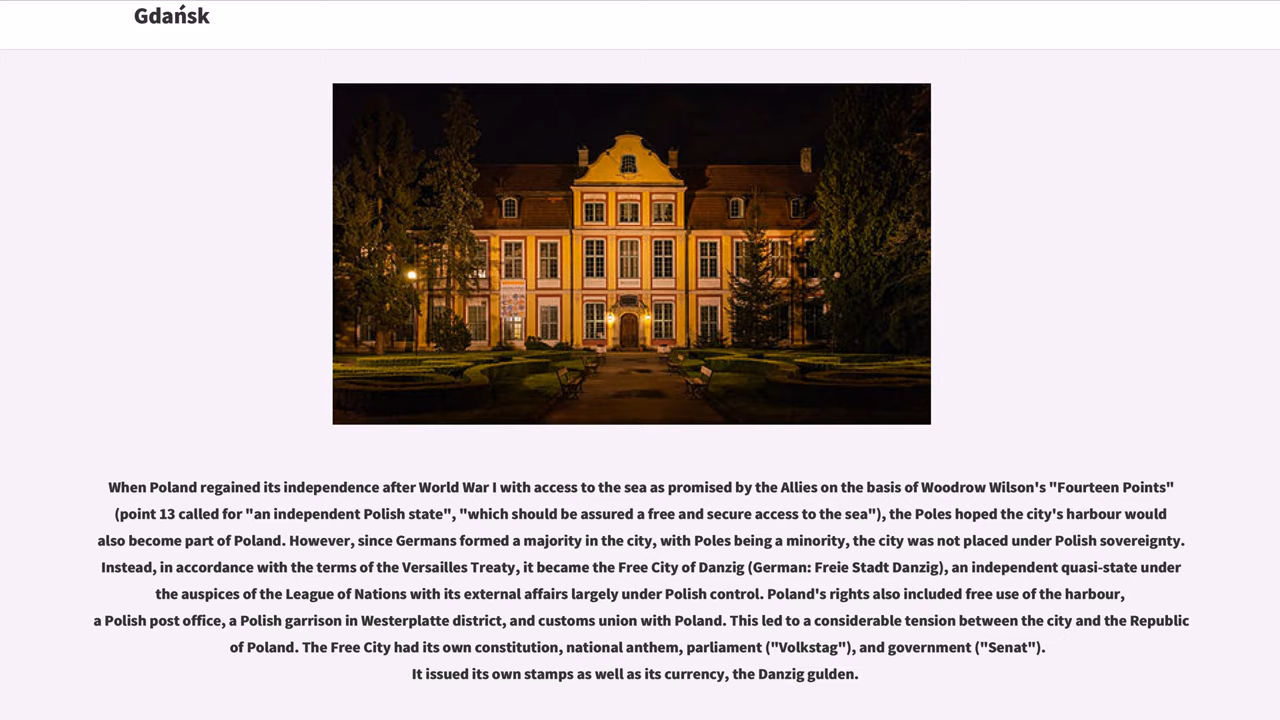 Gdańsk
When Poland regained its independence after World War I with access to the sea as promised by the Allies on the basis of Woodrow Wilson's "Fourteen Points"
(point 13 called for "an independent Polish state", "which should be assured a free and secure access to the sea"), the Poles hoped the city's harbour would
also become part of Poland. However, since Germans formed a majority in the city, with Poles being a minority, the city was not placed under Polish sovereignty.
Instead, in accordance with the terms of the Versailles Treaty, it became the Free City of Danzig (German: Freie Stadt Danzig), an independent quasi-state under
the auspices of the League of Nations with its external affairs largely under Polish control. Poland's rights also included free use of the harbour,
a Polish post office, a Polish garrison in Westerplatte district, and customs union with Poland. This led to a considerable tension between the city and the Republic
of Poland. The Free City had its own constitution, national anthem, parliament ("Volkstag"), and government ("Senat").
It issued its own stamps as well as its currency, the Danzig gulden.